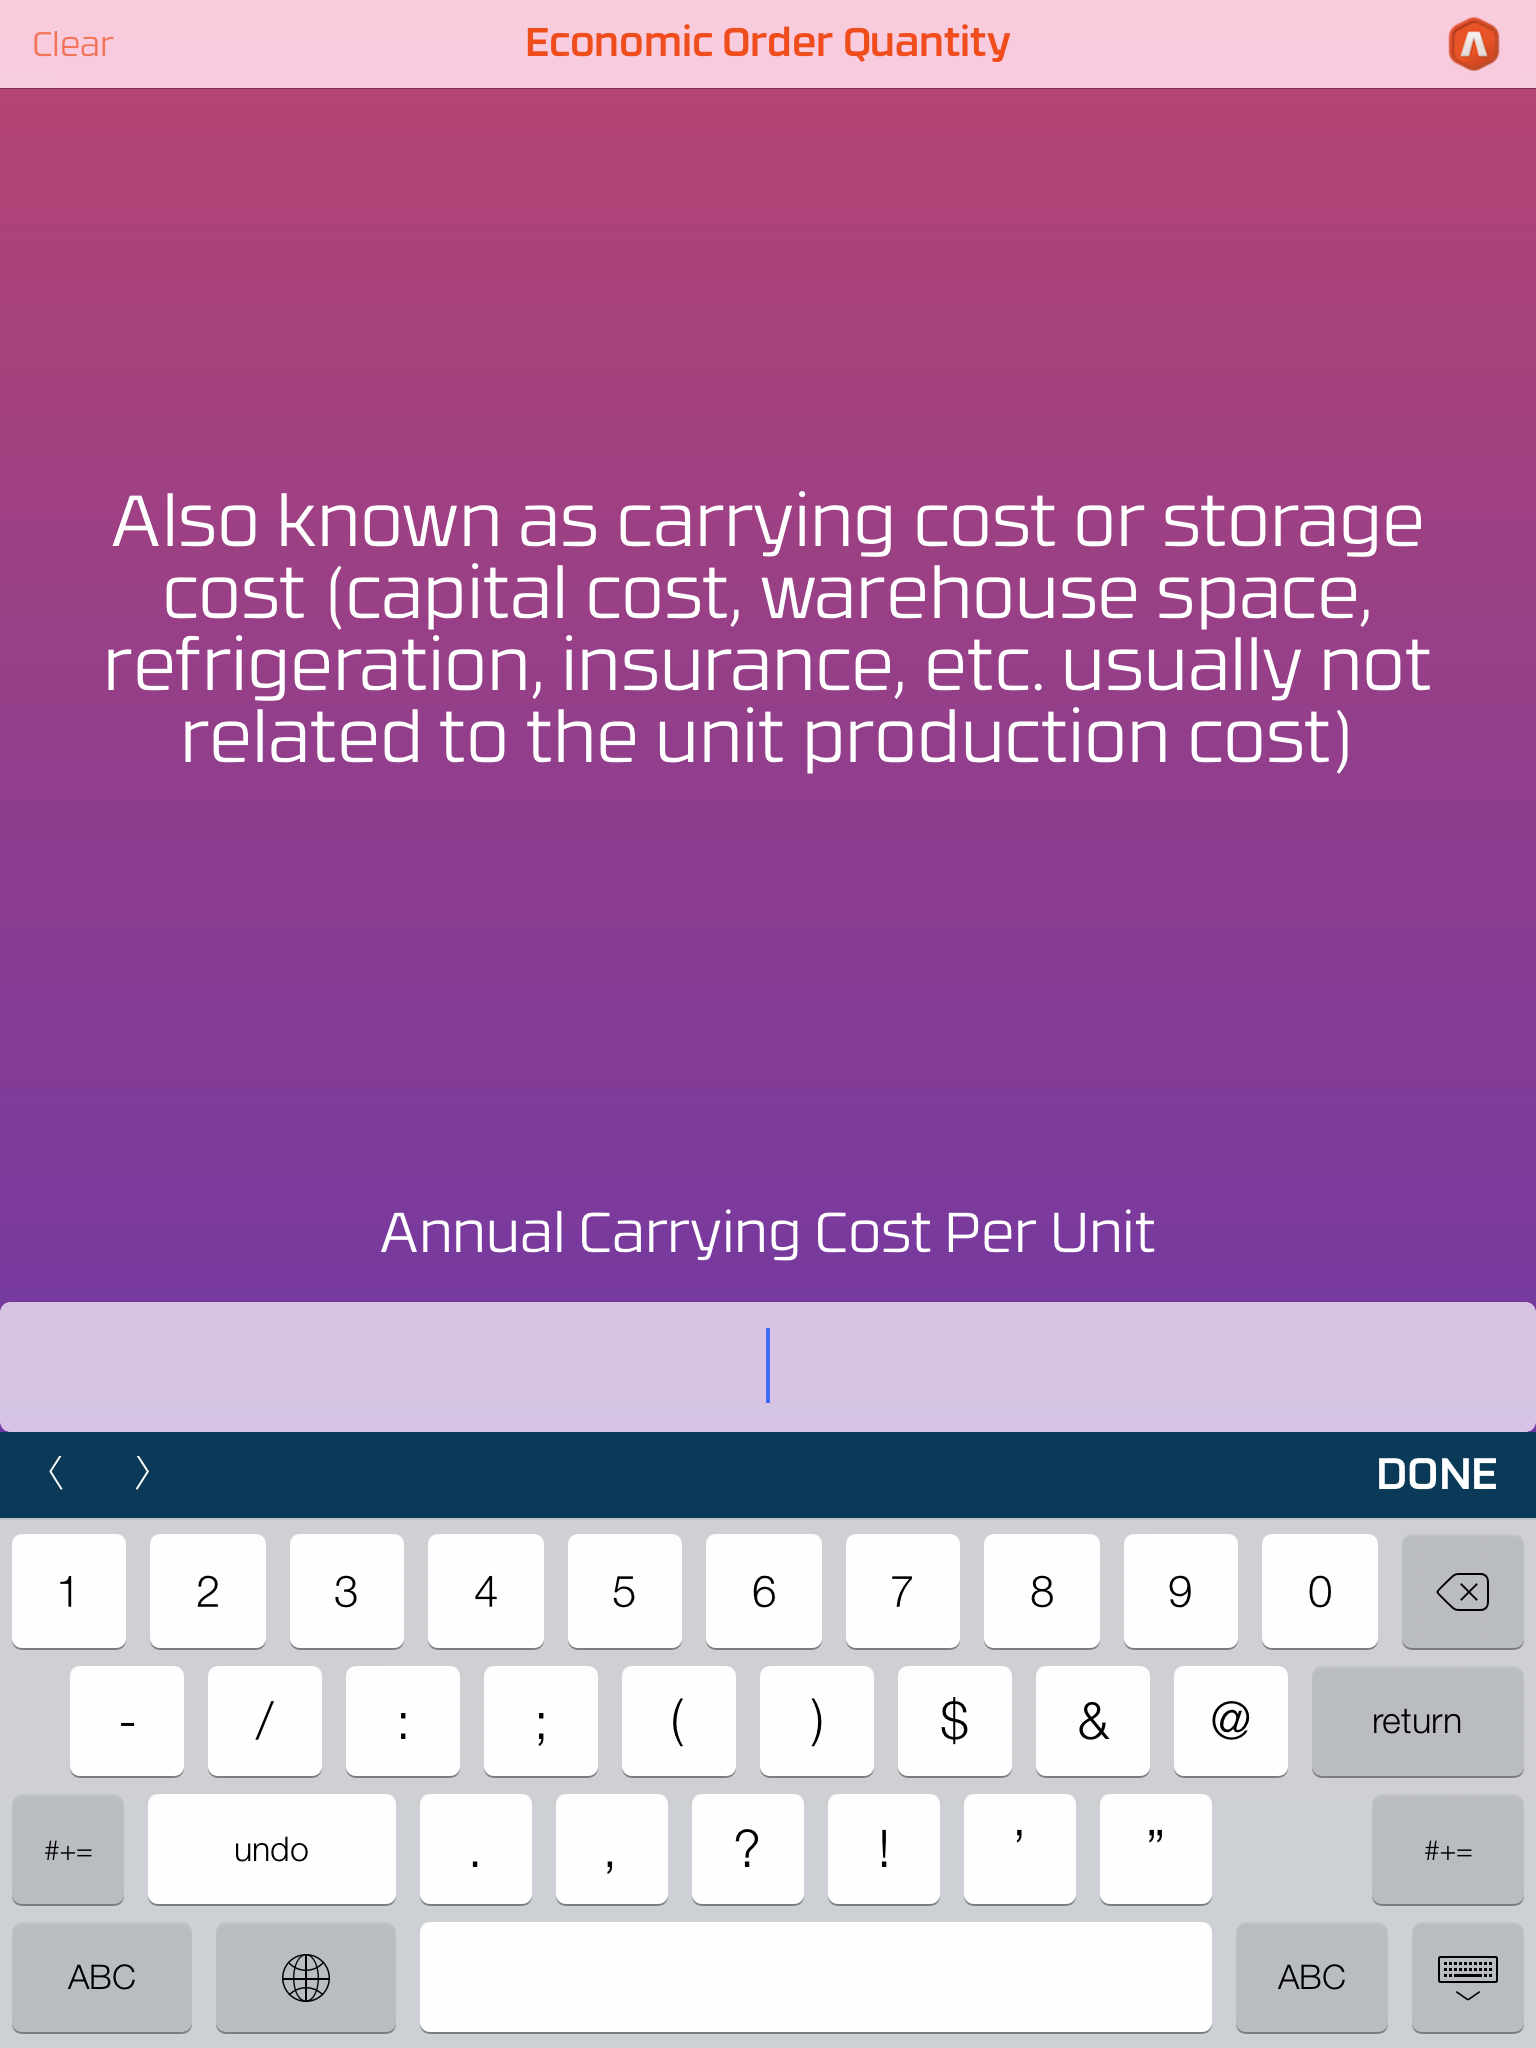 Clear
Economic Order Quantity
Also known as carrying cost or storage
cost (capital cost, warehouse space,
refrigeration, insurance, etc. usually not
related to the unit production cost)
Annual Carrying Cost Per Unit
DONE
1 2 3 4 5 6 7 8 9 0
- / : ; ( ) $ & @ return
#+= undo . , ? ! ’ ” #+=
ABC ABC